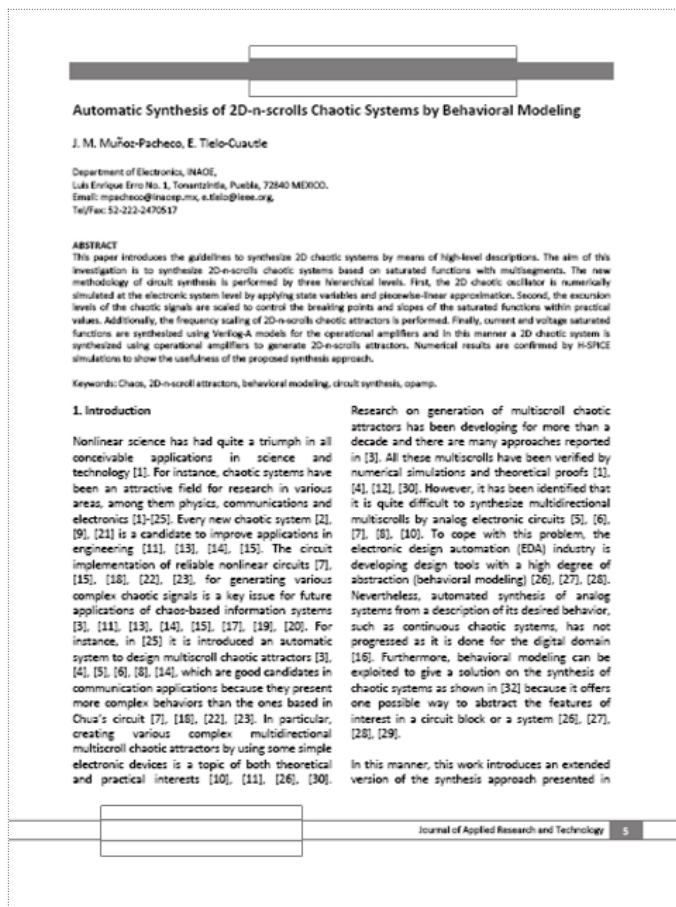 Automatic Synthesis of 2D-n-scrolls Chaotic Systems by Behavioral Modeling
J. M. Muñoz-Pacheco, E. Tlelo-Cuautle
Department of Electronics, INAOE,
Luis Enrique Erro No. 1, Tonantzintla, Puebla, 72840 MEXICO.
Email: mpacheco@inaoep.mx, e.tlelo@ieee.org,
Tel/Fax: 52-222-2470517
ABSTRACT
This paper introduces the guidelines to synthesize 2D chaotic systems by means of high-level descriptions. The aim of this
investigation is to synthesize 2D-n-scrolls chaotic systems based on saturated functions with multisegments. The new
methodology of circuit synthesis is performed by three hierarchical levels. First, the 2D chaotic oscillator is numerically
simulated at the electronic system level by applying state variables and piecewise-linear approximation. Second, the excursion
levels of the chaotic signals are scaled to control the breaking points and slopes of the saturated functions within practical
values. Additionally, the frequency scaling of 2D-n-scrolls chaotic attractors is performed. Finally, current and voltage saturated
functions are synthesized using Verilog-A models for the operational amplifiers and in this manner a 2D chaotic system is
synthesized using operational amplifiers to generate 2D-n-scrolls attractors. Numerical results are confirmed by H-SPICE
simulations to show the usefulness of the proposed synthesis approach.
Keywords: Chaos, 2D-n-scroll attractors, behavioral modeling, circuit synthesis, opamp.
1. Introduction
Nonlinear science has had quite a triumph in all
conceivable applications in science and
technology [1]. For instance, chaotic systems have
been an attractive field for research in various
areas, among them physics, communications and
electronics [1]-[25]. Every new chaotic system [2],
[9], [21] is a candidate to improve applications in
engineering [11], [13], [14], [15]. The circuit
implementation of reliable nonlinear circuits [7],
[15], [18], [22], [23], for generating various
complex chaotic signals is a key issue for future
applications of chaos-based information systems
[3], [11], [13], [14], [15], [17], [19], [20]. For
instance, in [25] it is introduced an automatic
system to design multiscroll chaotic attractors [3],
[4], [5], [6], [8], [14], which are good candidates in
communication applications because they present
more complex behaviors than the ones based in
Chua's circuit [7], [18], [22], [23]. In particular,
creating various complex multidirectional
multiscroll chaotic attractors by using some simple
electronic devices is a topic of both theoretical
and practical interests [10], [11], [26], [30].
Research on generation of multiscroll chaotic
attractors has been developing for more than a
decade and there are many approaches reported
in [3]. All these multiscrolls have been verified by
numerical simulations and theoretical proofs [1],
[4], [12], [30]. However, it has been identified that
it is quite difficult to synthesize multidirectional
multiscrolls by analog electronic circuits [5], [6],
[7], [8], [10]. To cope with this problem, the
electronic design automation (EDA) industry is
developing design tools with a high degree of
abstraction (behavioral modeling) [26], [27], [28].
Nevertheless, automated synthesis of analog
systems from a description of its desired behavior,
such as continuous chaotic systems, has not
progressed as it is done for the digital domain
[16]. Furthermore, behavioral modeling can be
exploited to give a solution on the synthesis of
chaotic systems as shown in [32] because it offers
one possible way to abstract the features of
interest in a circuit block or a system [26], [27],
[28], [29].
In this manner, this work introduces an extended
version of the synthesis approach presented in
Journal of Applied Research and Technology 5